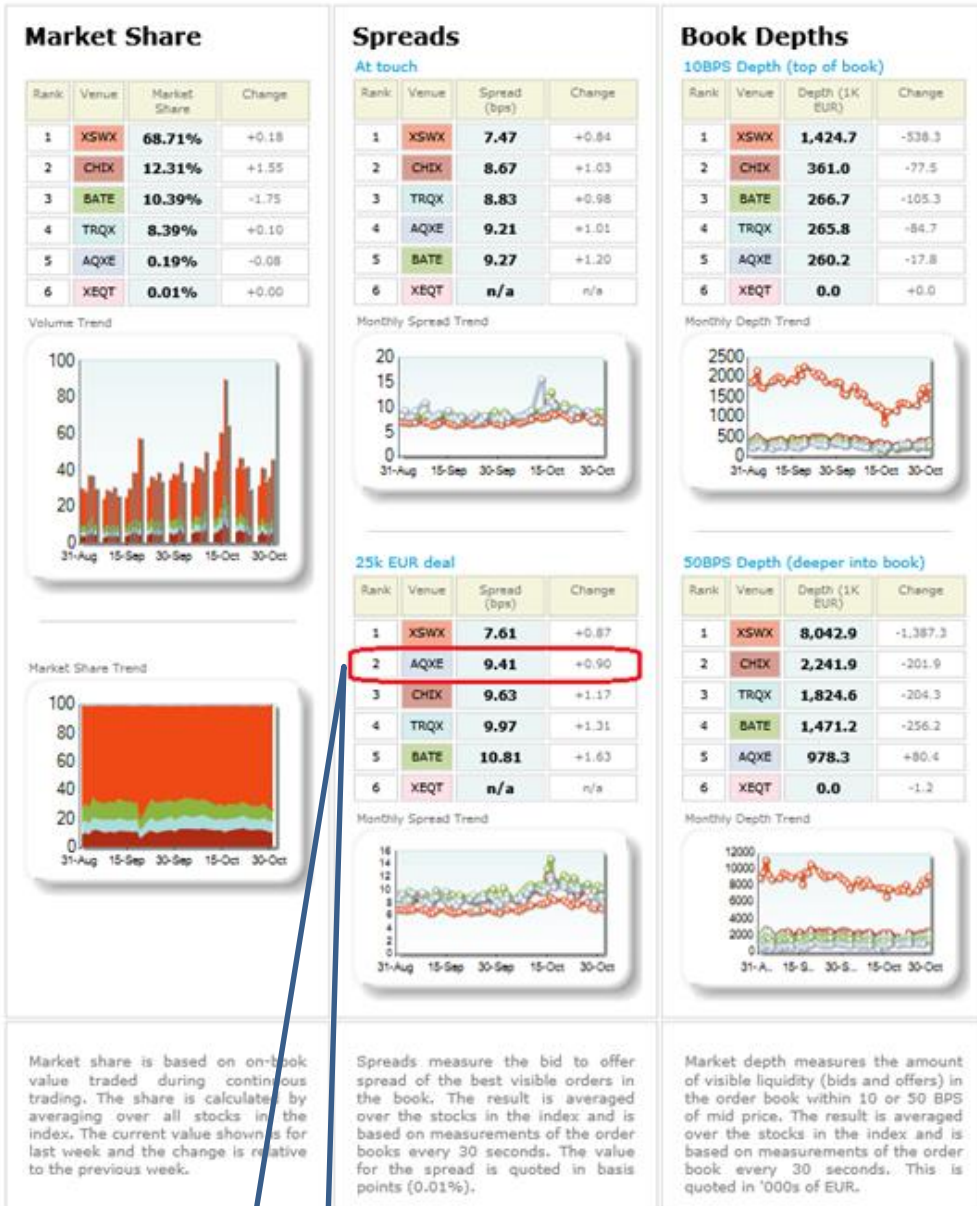 Market Share
Rank Venue Market Share Change
1 XSWX 68.71% +0.18
2 CHIX 12.31% +1.55
3 BATE 10.39% -1.75
4 TRQX 8.39% +0.10
5 AQXE 0.19% -0.08
6 XEQT 0.01% +0.00
Volume Trend
100
80
60
40
20
0
31-Aug 15-Sep 30-Sep 15-Oct 30-Oct
Market Share Trend
100
80
60
40
20
0
31-Aug 15-Sep 30-Sep 15-Oct 30-Oct
Market share is based on on-book
value traded during continuous
trading. The share is calculated by
averaging over all stocks in the
index. The current value shown is for
last week and the change is relative
to the previous week.
Spreads
At touch
Rank Venue Spread (bps) Change
1 XSWX 7.47 +0.84
2 CHIX 8.67 +1.03
3 TRQX 8.83 +0.98
4 AQXE 9.21 +1.01
5 BATE 9.27 +1.20
6 XEQT n/a n/a
Monthly Spread Trend
20
15
10
5
0
31-Aug 15-Sep 30-Sep 15-Oct 30-Oct
25k EUR deal
Rank Venue Spread (bps) Change
1 XSWX 7.61 +0.87
2 AQXE 9.41 +0.90
3 CHIX 9.63 +1.17
4 TRQX 9.97 +1.31
5 BATE 10.81 +1.63
6 XEQT n/a n/a
Monthly Spread Trend
16
14
12
10
8
6
4
2
0
31-Aug 15-Sep 30-Sep 15-Oct 30-Oct
Spreads measure the bid to offer
spread of the best visible orders in
the book. The result is averaged
over the stocks in the index and is
based on measurements of the order
books every 30 seconds. The value
for the spread is quoted in basis
points (0.01%).
Book Depths
10BPS Depth (top of book)
Rank Venue Depth (1K EUR) Change
1 XSWX 1,424.7 -538.3
2 CHIX 361.0 -77.5
3 BATE 266.7 -105.3
4 TRQX 265.8 -84.7
5 AQXE 260.2 -17.8
6 XEQT 0.0 +0.0
Monthly Depth Trend
2500
2000
1500
1000
500
0
31-Aug 15-Sep 30-Sep 15-Oct 30-Oct
50BPS Depth (deeper into book)
Rank Venue Depth (1K EUR) Change
1 XSWX 8,042.9 -1,387.3
2 CHIX 2,241.9 -201.9
3 TRQX 1,824.6 -204.3
4 BATE 1,471.2 -256.2
5 AQXE 978.3 +80.4
6 XEQT 0.0 -1.2
Monthly Depth Trend
12000
10000
8000
6000
4000
2000
0
31-A.. 15-S.. 30-S... 15-Oct 30-Oct
Market depth measures the amount
of visible liquidity (bids and offers) in
the order book within 10 or 50 BPS
of mid price. The result is averaged
over the stocks in the index and is
based on measurements of the order
book every 30 seconds. This is
quoted in '000s of EUR.